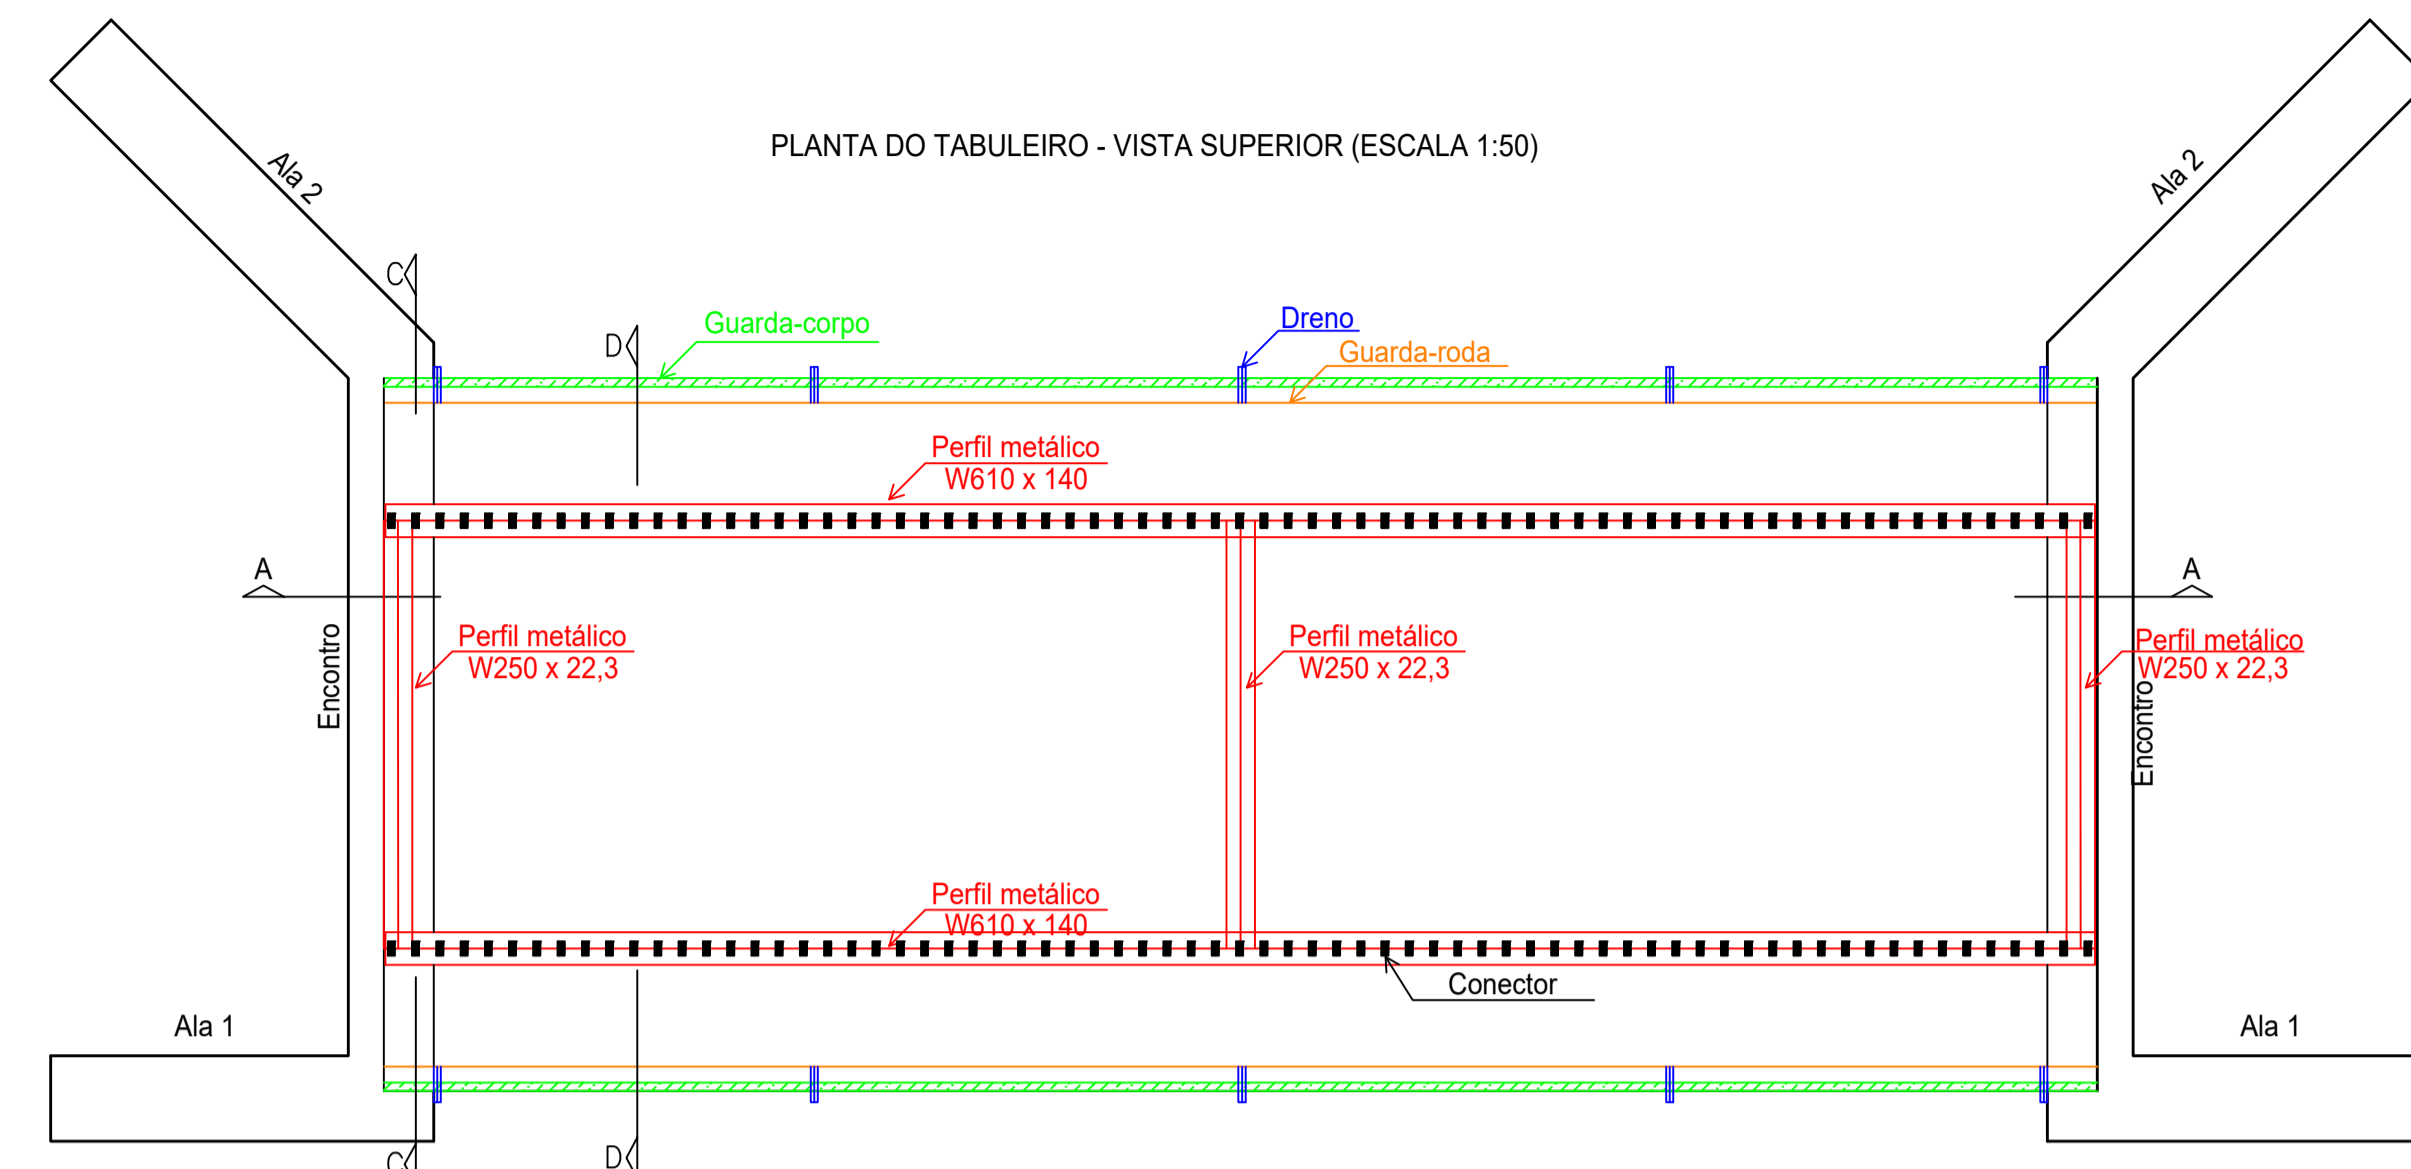 PLANTA DO TABULEIRO - VISTA SUPERIOR (ESCALA 1:50)
Ala 2
Ala 2
C
D
Guarda-corpo
Dreno
Guarda-roda
Perfil metálico
W610 x 140
A
A
Encontro
Perfil metálico
W250 x 22,3
Perfil metálico
W250 x 22,3
Perfil metálico
W250 x 22,3
Encontro
Perfil metálico
W610 x 140
Conector
Ala 1
Ala 1
C
D